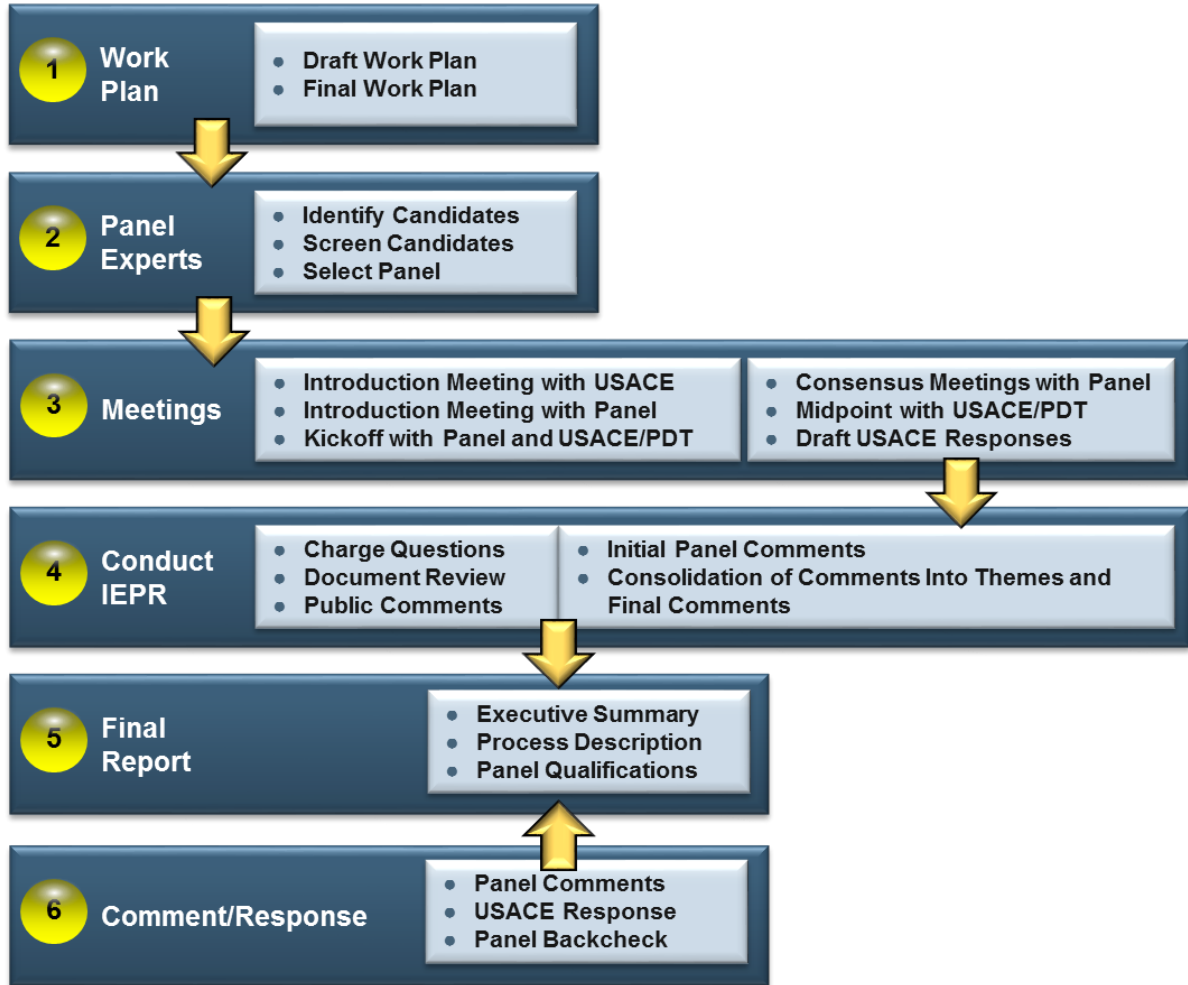 1
Work
Plan
• Draft Work Plan
• Final Work Plan
2
Panel
Experts
• Identify Candidates
• Screen Candidates
• Select Panel
3
Meetings
• Introduction Meeting with USACE
• Introduction Meeting with Panel
• Kickoff with Panel and USACE/PDT
• Consensus Meetings with Panel
• Midpoint with USACE/PDT
• Draft USACE Responses
4
Conduct
IEPR
• Charge Questions
• Document Review
• Public Comments
• Initial Panel Comments
• Consolidation of Comments Into Themes and
Final Comments
5
Final
Report
• Executive Summary
• Process Description
• Panel Qualifications
6
Comment/Response
• Panel Comments
• USACE Response
• Panel Backcheck